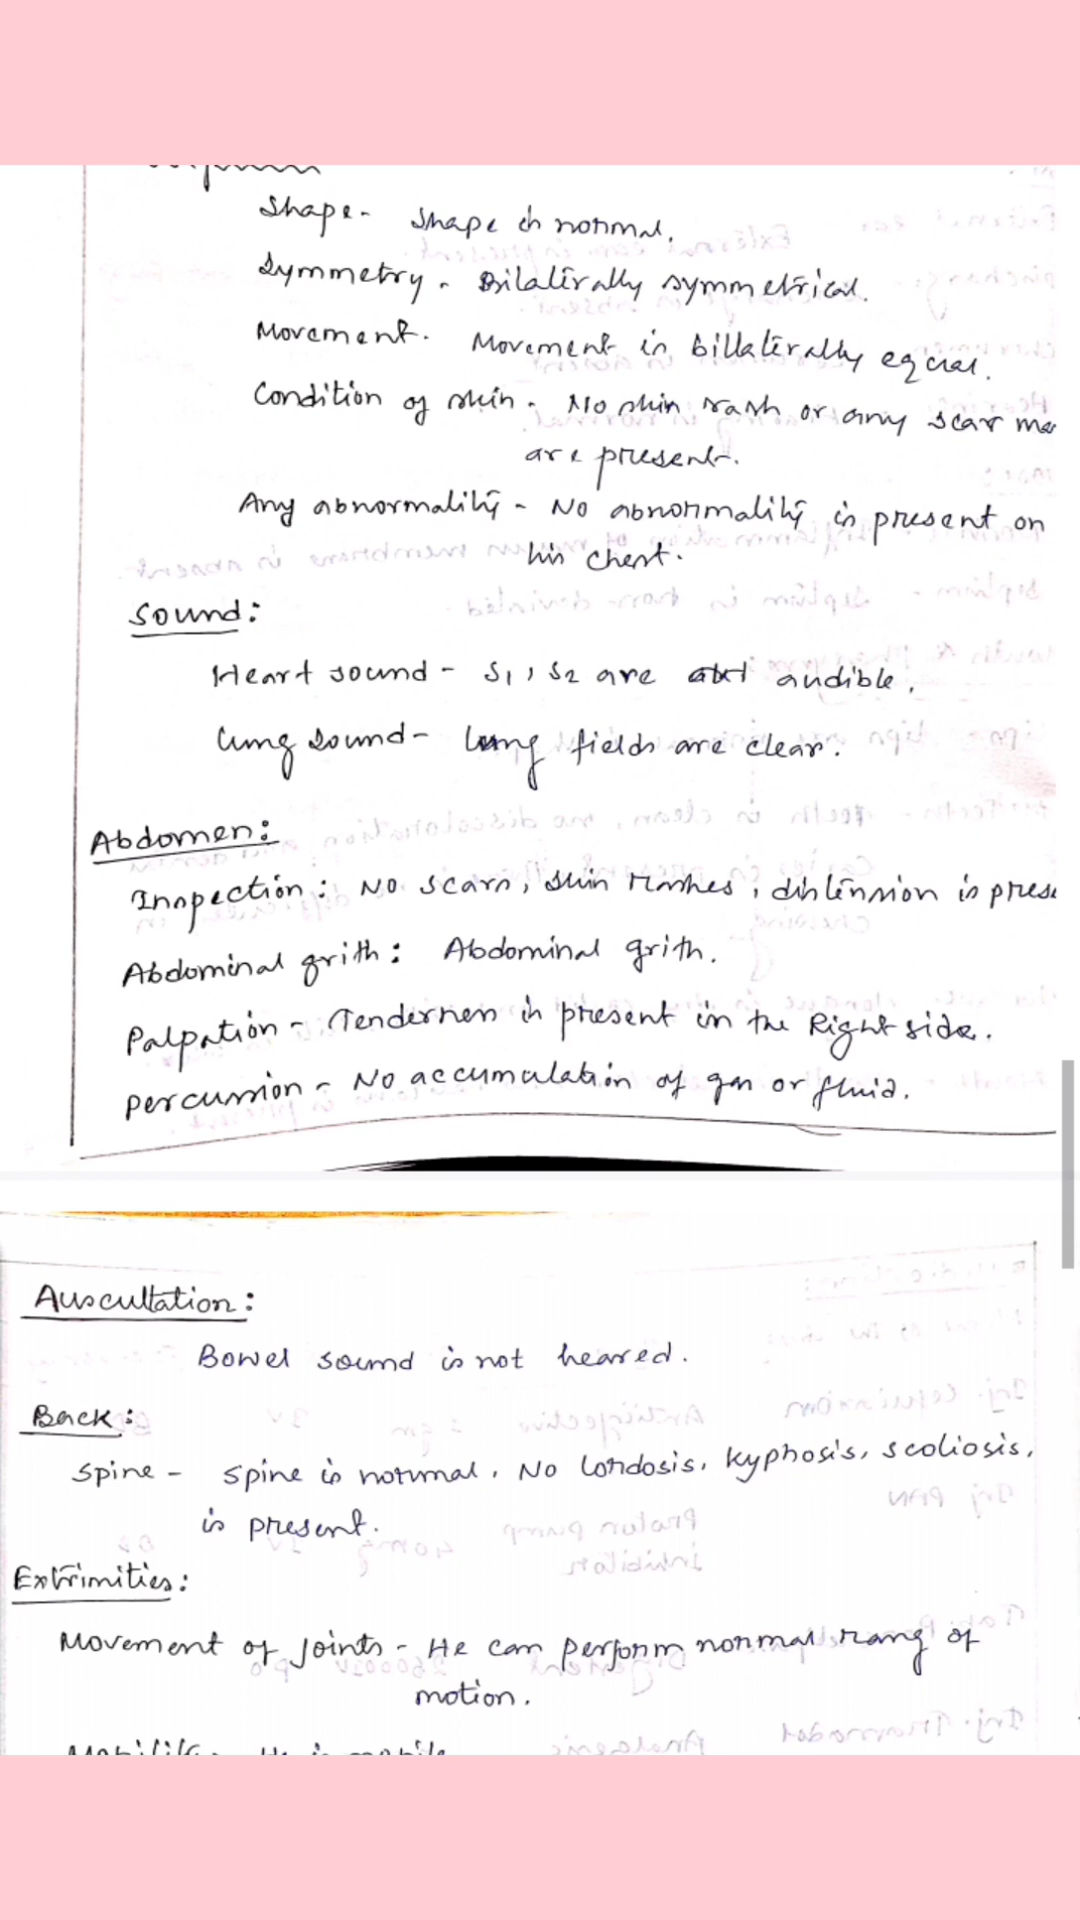 Shape - Shape is normal.
Symmetry - Bilaterally symmetrical.
Movement - Movement is billaterally equal.
Condition of skin - No skin rash or any scar mar
are present.
Any abnormality - No abnormality is present on
his chest.
Sound:
Heart sound - S1, S2 are audible.
Lung sound - Lung fields are clear.
Abdomen:
Inspection: No scars, skin rashes, distension is prese
Abdominal grith: Abdominal grith.
Palpation - Tenderness is present in the Right side.
Percussion - No accumulation of gas or fluid.
Auscultation:
Bowel sound is not heared.
Back:
Spine - Spine is normal. No Lordosis, kyphosis, scoliosis,
is present.
Extrimities:
Movement of joints - He can perform normal rang of
motion.
Mobility - He is mobile